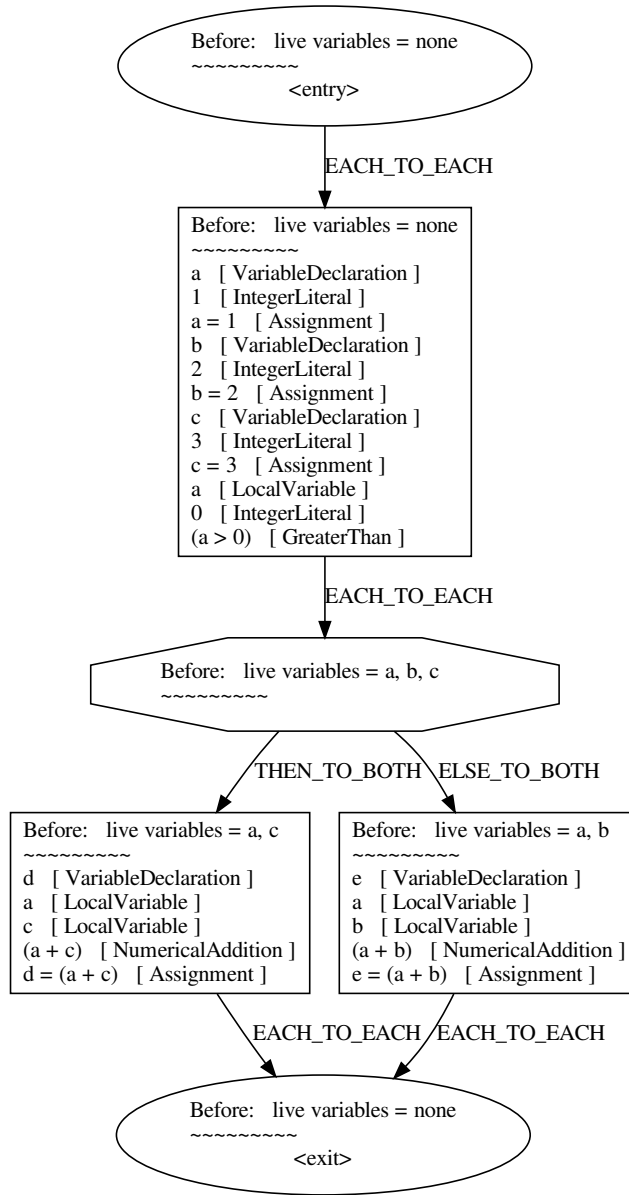 Before: live variables = none
~~~~~~~~~
<entry>
EACH_TO_EACH
Before: live variables = none
~~~~~~~~~
a [ VariableDeclaration ]
1 [ IntegerLiteral ]
a = 1 [ Assignment ]
b [ VariableDeclaration ]
2 [ IntegerLiteral ]
b = 2 [ Assignment ]
c [ VariableDeclaration ]
3 [ IntegerLiteral ]
c = 3 [ Assignment ]
a [ LocalVariable ]
0 [ IntegerLiteral ]
(a > 0) [ GreaterThan ]
EACH_TO_EACH
Before: live variables = a, b, c
~~~~~~~~~
THEN_TO_BOTH
ELSE_TO_BOTH
Before: live variables = a, c
~~~~~~~~~
d [ VariableDeclaration ]
a [ LocalVariable ]
c [ LocalVariable ]
(a + c) [ NumericalAddition ]
d = (a + c) [ Assignment ]
Before: live variables = a, b
~~~~~~~~~
e [ VariableDeclaration ]
a [ LocalVariable ]
b [ LocalVariable ]
(a + b) [ NumericalAddition ]
e = (a + b) [ Assignment ]
EACH_TO_EACH
EACH_TO_EACH
Before: live variables = none
~~~~~~~~~
<exit>